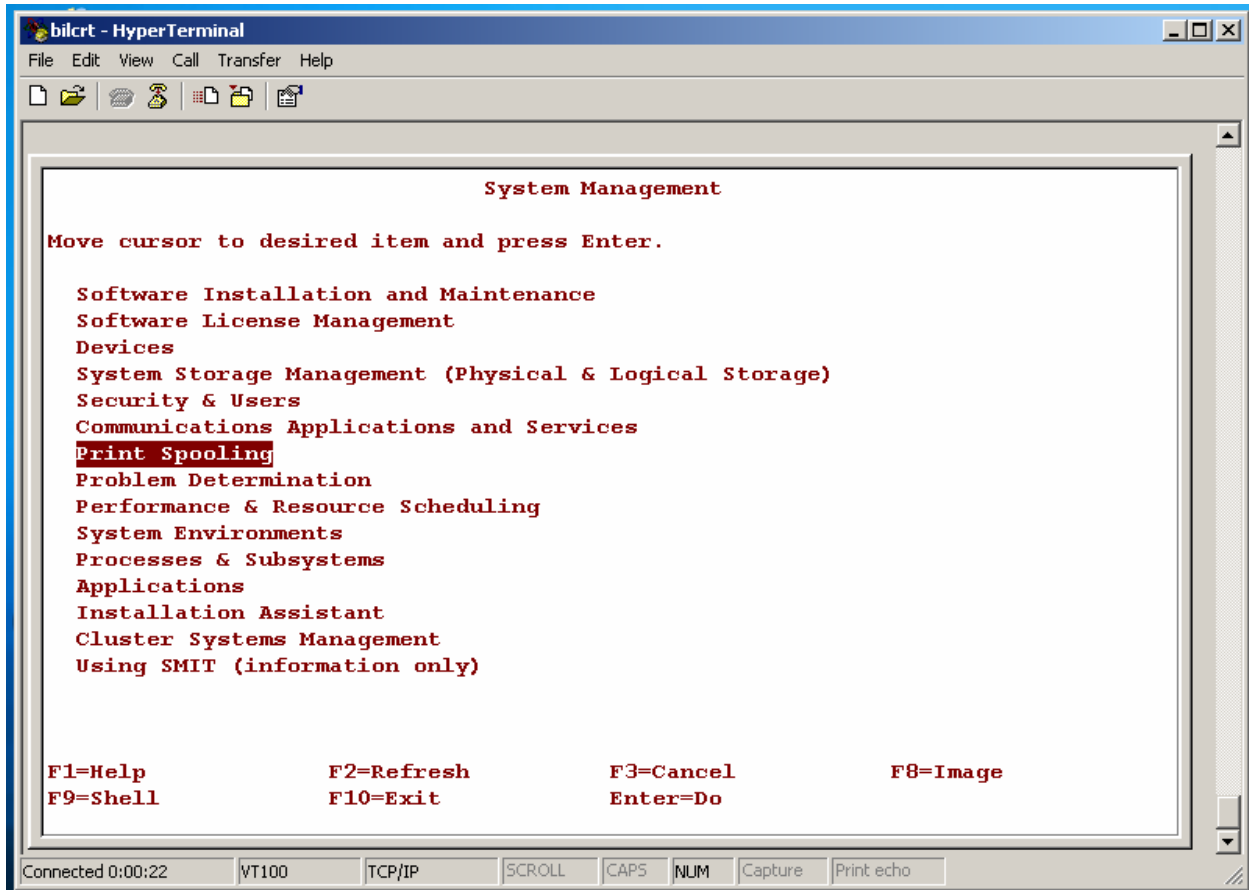 bilcrt - HyperTerminal
File Edit View Call Transfer Help
System Management
Move cursor to desired item and press Enter.
Software Installation and Maintenance
Software License Management
Devices
System Storage Management (Physical & Logical Storage)
Security & Users
Communications Applications and Services
Print Spooling
Problem Determination
Performance & Resource Scheduling
System Environments
Processes & Subsystems
Applications
Installation Assistant
Cluster Systems Management
Using SMIT (information only)
F1=Help F2=Refresh F3=Cancel F8=Image
F9=Shell F10=Exit Enter=Do
Connected 0:00:22 VT100 TCP/IP SCROLL CAPS NUM Capture Print echo